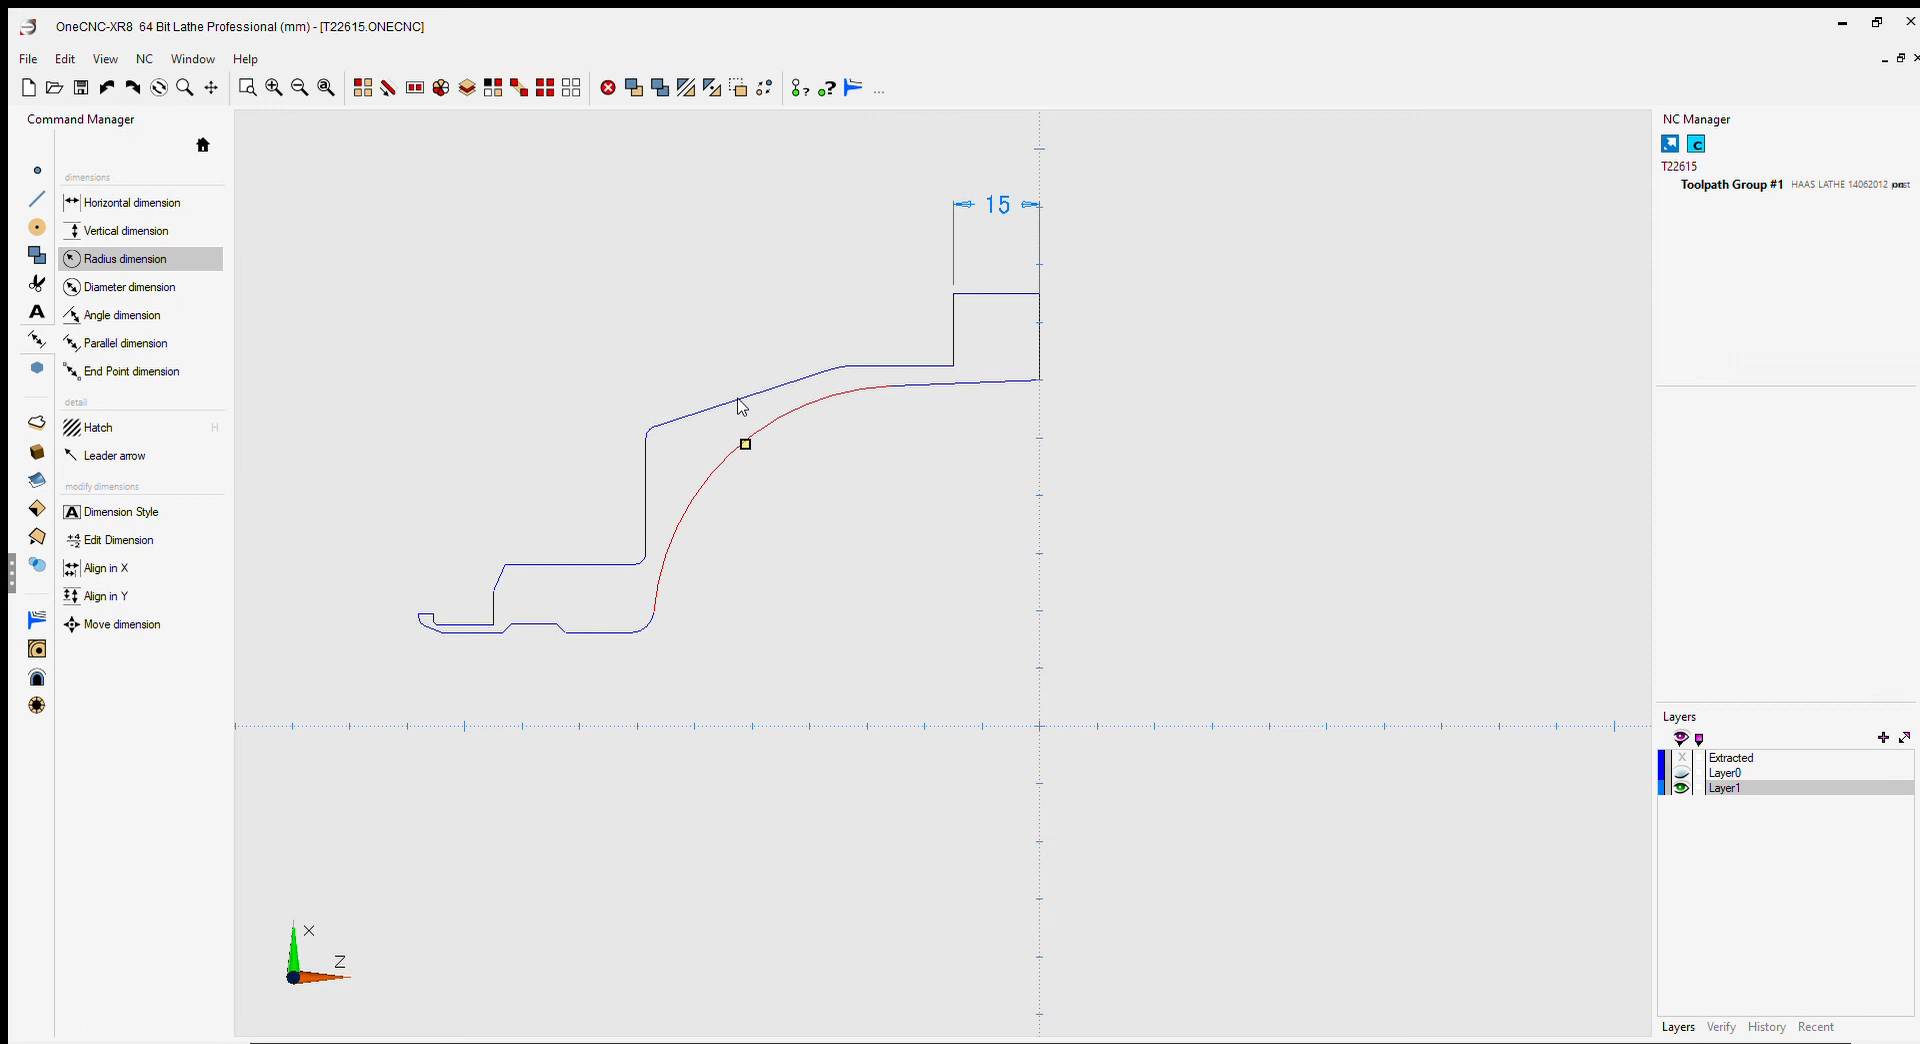 OneCNC-XR8 64 Bit Lathe Professional (mm) - [T22615.ONECNC]
File Edit View NC Window Help
Command Manager
dimensions
Horizontal dimension
Vertical dimension
Radius dimension
Diameter dimension
Angle dimension
Parallel dimension
End Point dimension
detail
Hatch H
Leader arrow
modify dimensions
Dimension Style
Edit Dimension
Align in X
Align in Y
Move dimension
15
X
Z
NC Manager
T22615
Toolpath Group #1 HAAS LATHE 14062012
Layers
Extracted
Layer0
Layer1
Layers Verify History Recent